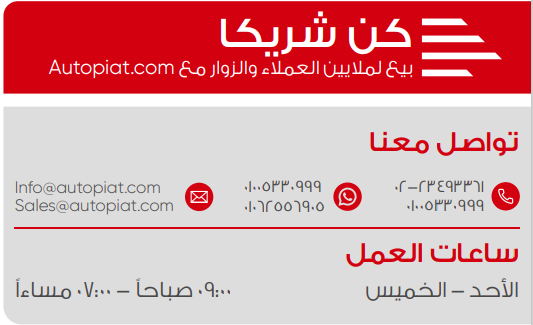 كن شريكا
بيع لملايين العملاء والزوار مع Autopiat.com
تواصل معنا
٠٢-٢٣٤٩٣٣٦١
٠١٠٠٥٣٣٠٩٩٩
٠١٠٠٥٣٣٠٩٩٩
٠١٠٦٢٥٥٦٩٠٥
Info@autopiat.com
Sales@autopiat.com
ساعات العمل
الأحد – الخميس
٠٩:٠٠ صباحاً – ٠٧:٠٠ مساءاً